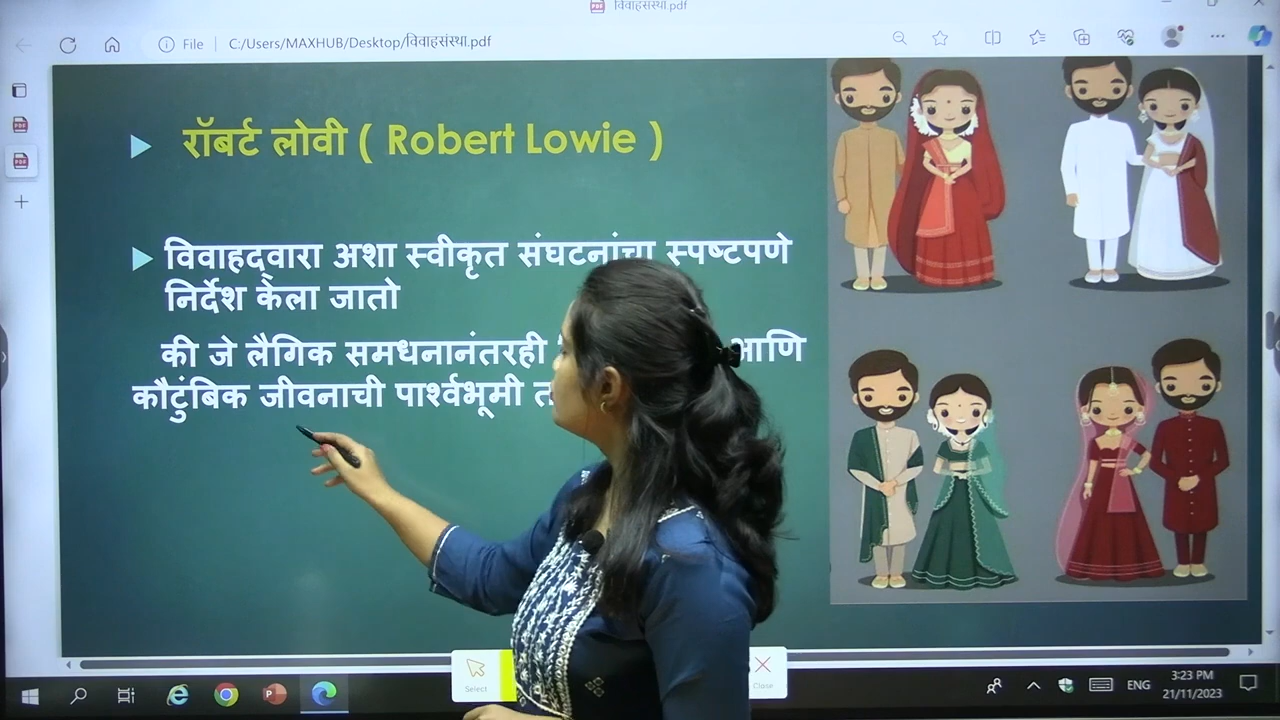 विवाहसंस्था.pdf
File
C:/Users/MAXHUB/Desktop/विवाहसंस्था.pdf
रॉबर्ट लोवी ( Robert Lowie )
विवाहद्वारा अशा स्वीकृत संघटनांचा स्पष्टपणे
निर्देश केला जातो
की जे लैगिक समधनानंतरही आणि
कौटुंबिक जीवनाची पार्श्वभूमी
Select
Close
ENG
3:23 PM
21/11/2023